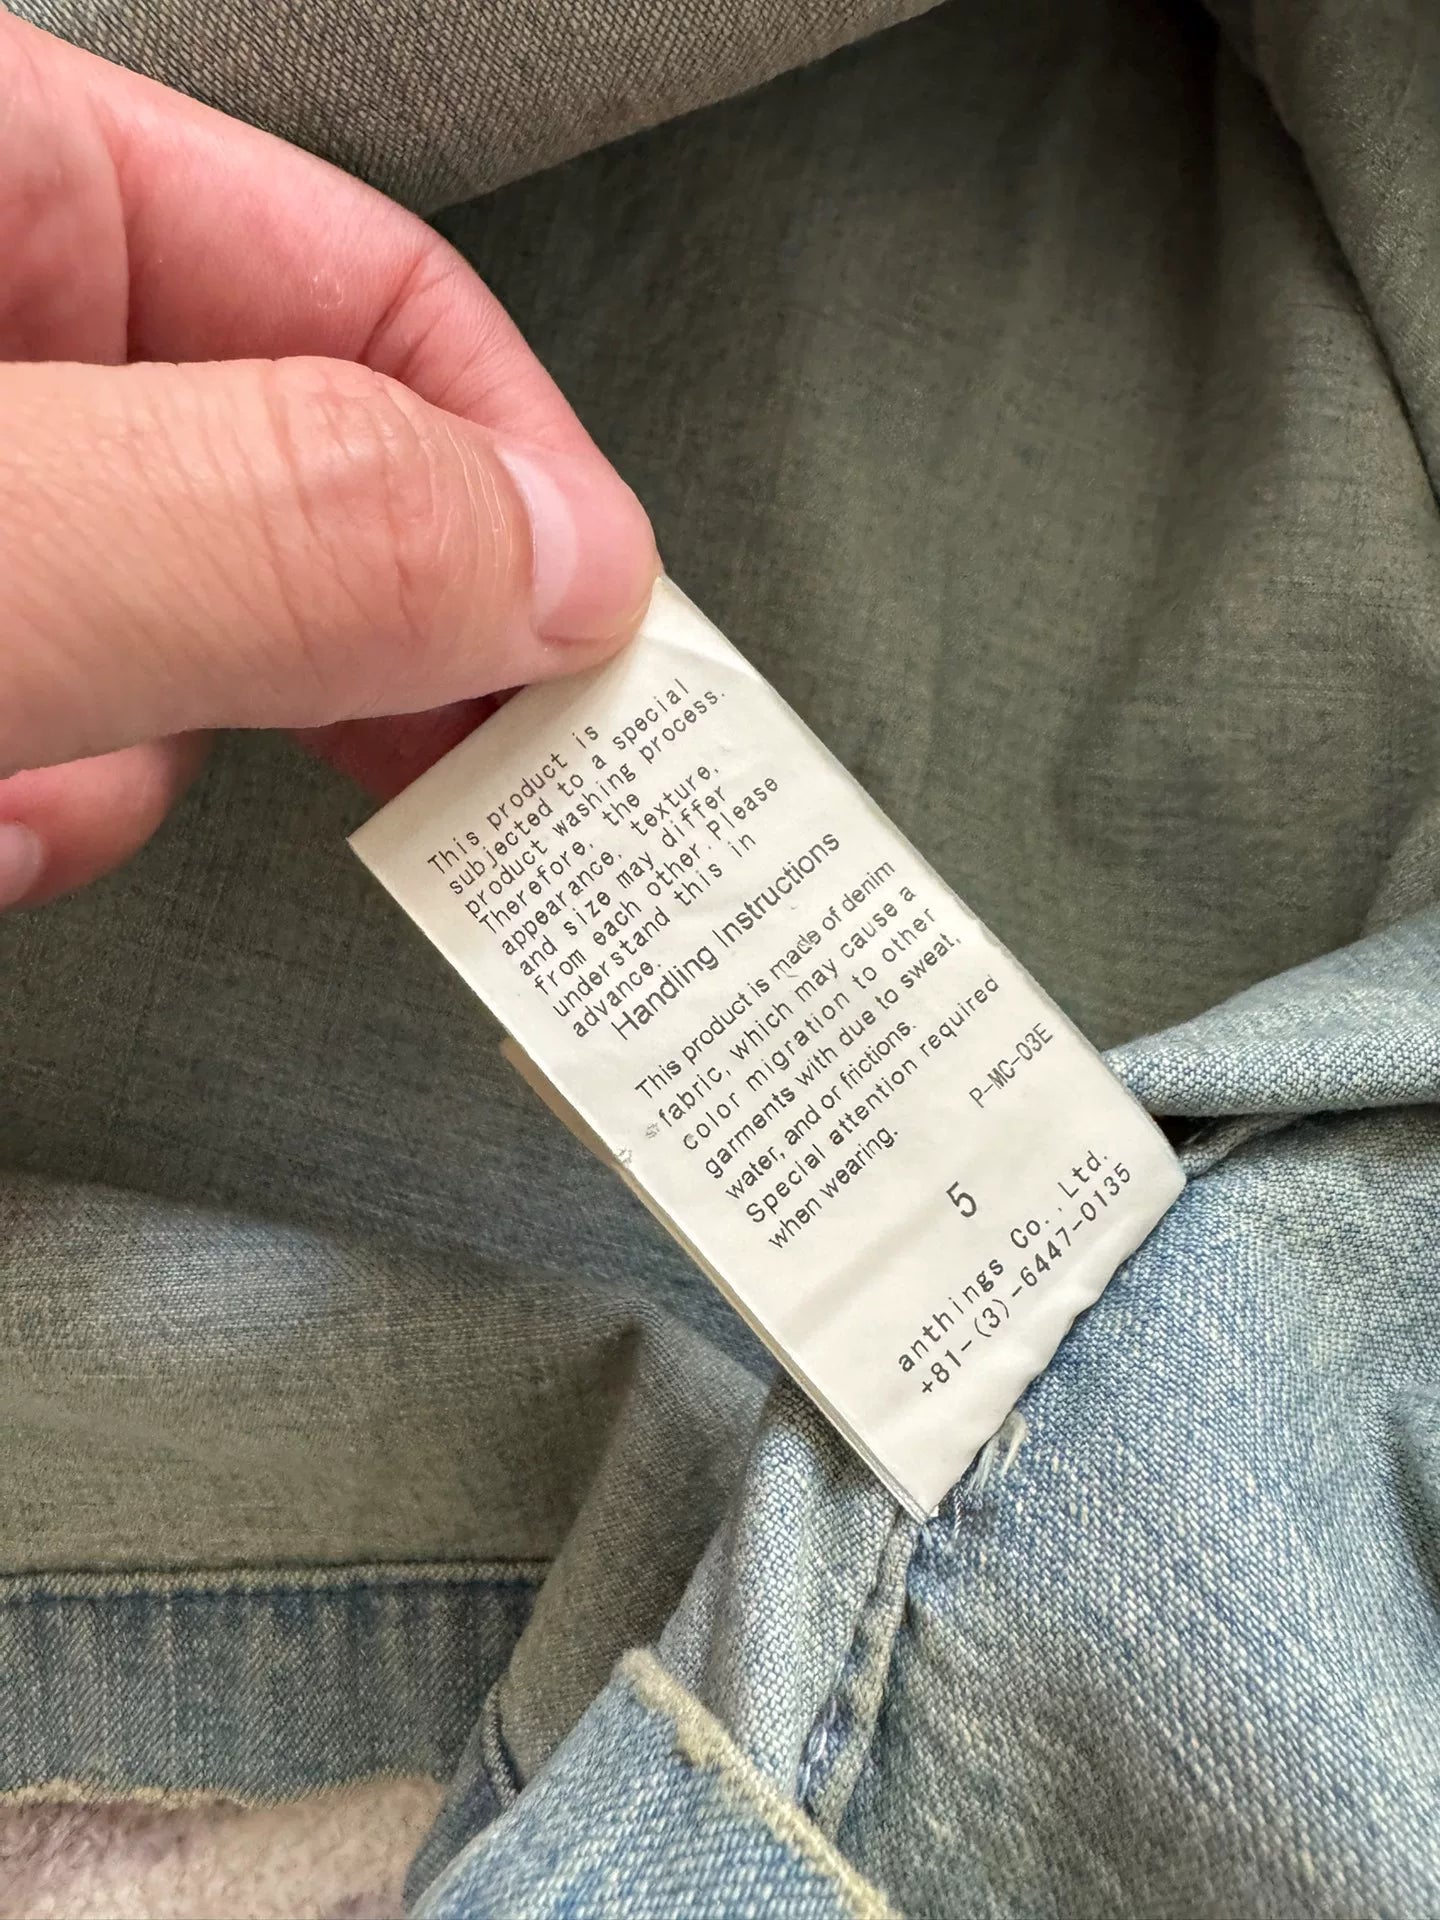 This product is
subjected to a special
product washing process.
Therefore, the
appearance, texture,
and size may differ
from each other.Please
understand this in
advance.
Handling Instructions
This product is made of denim
fabric, which may cause a
color migration to other
garments with due to sweat,
water, and or frictions.
Special attention required
when wearing.
P-MC-03E
5
anthings Co.,Ltd.
+81-(3)-6447-0135